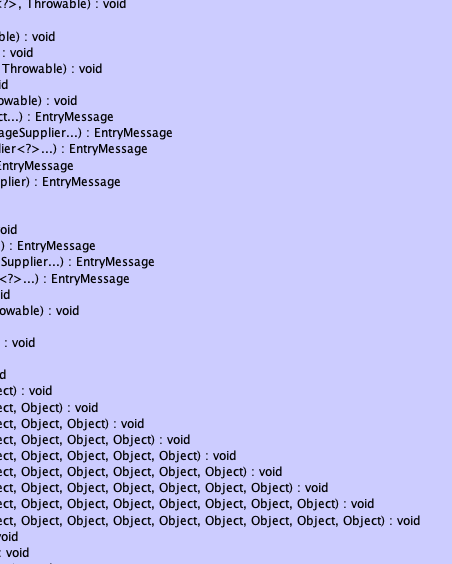 <?>, Throwable) : void
ble) : void
: void
Throwable) : void
id
owable) : void
ct...) : EntryMessage
ageSupplier...) : EntryMessage
lier<?>...) : EntryMessage
EntryMessage
plier) : EntryMessage
oid
) : EntryMessage
Supplier...) : EntryMessage
<?>...) : EntryMessage
id
owable) : void
: void
d
ect) : void
ect, Object) : void
ect, Object, Object) : void
ect, Object, Object, Object) : void
ect, Object, Object, Object, Object) : void
ect, Object, Object, Object, Object, Object) : void
ect, Object, Object, Object, Object, Object, Object) : void
ect, Object, Object, Object, Object, Object, Object, Object) : void
ect, Object, Object, Object, Object, Object, Object, Object, Object) : void
void
: void